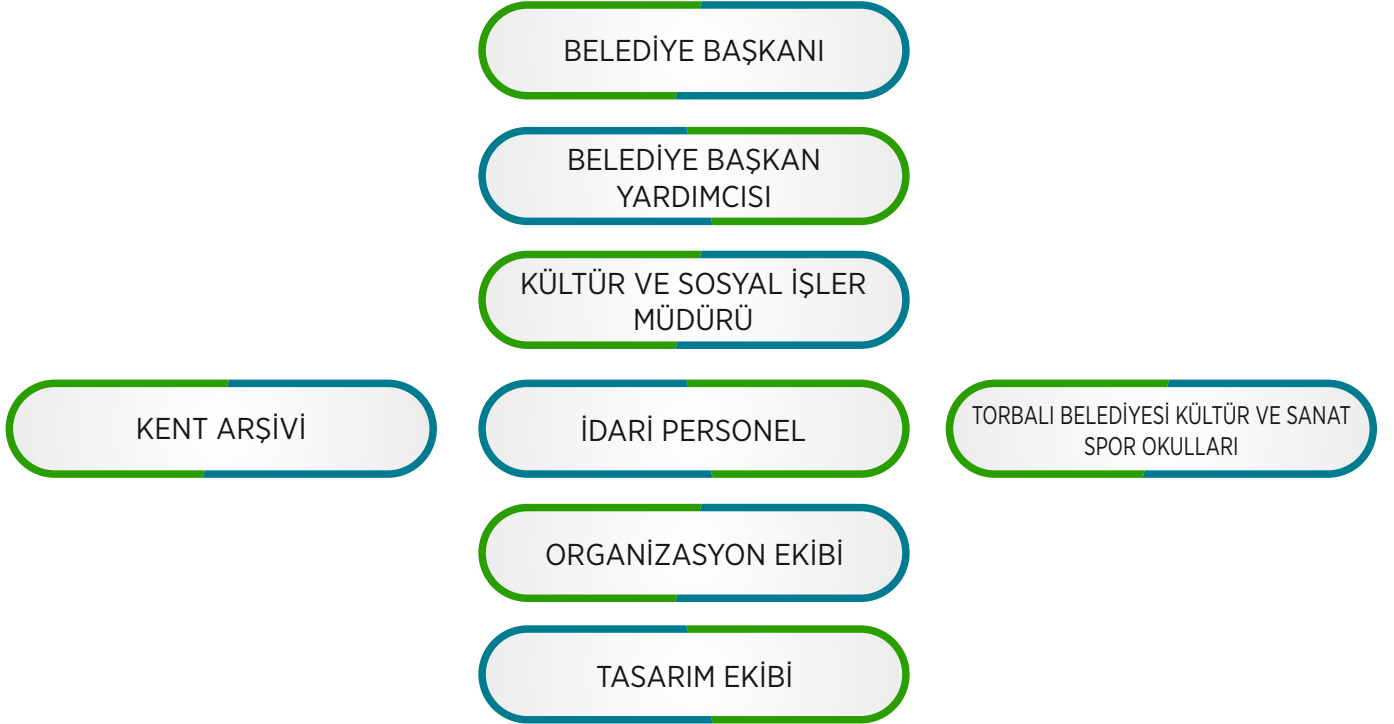 BELEDİYE BAŞKANI
BELEDİYE BAŞKAN
YARDIMCISI
KÜLTÜR VE SOSYAL İŞLER
MÜDÜRÜ
KENT ARŞİVİ
İDARİ PERSONEL
TORBALI BELEDİYESİ KÜLTÜR VE SANAT
SPOR OKULLARI
ORGANİZASYON EKİBİ
TASARIM EKİBİ